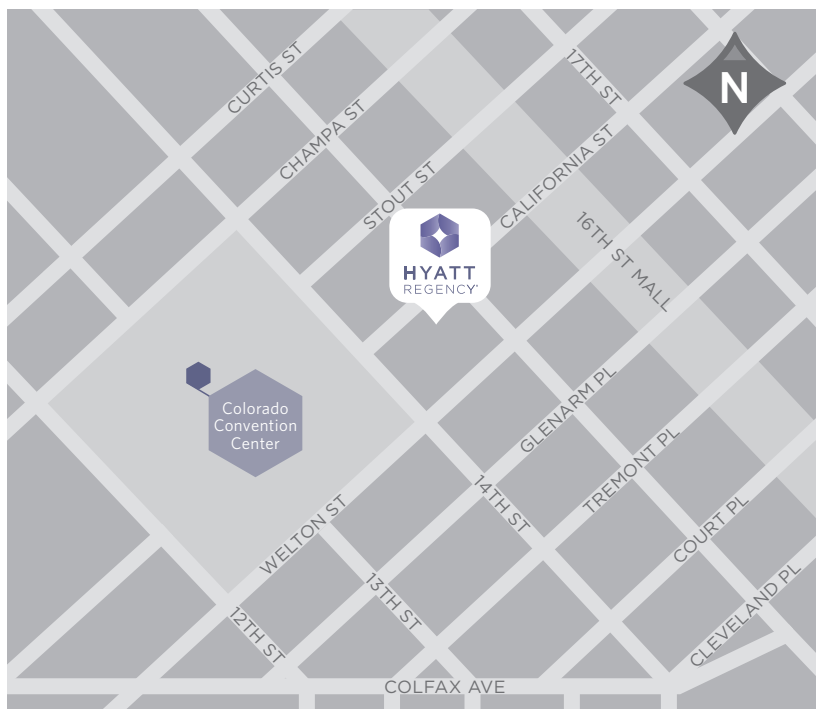 CURTIS ST
17TH ST
N
CHAMPA ST
STOUT ST
CALIFORNIA ST
16TH ST MALL
HYATT
REGENCY
Colorado
Convention
Center
GLENARM PL
TREMONT PL
14TH ST
WELTON ST
COURT PL
13TH ST
CLEVELAND PL
12TH ST
COLFAX AVE